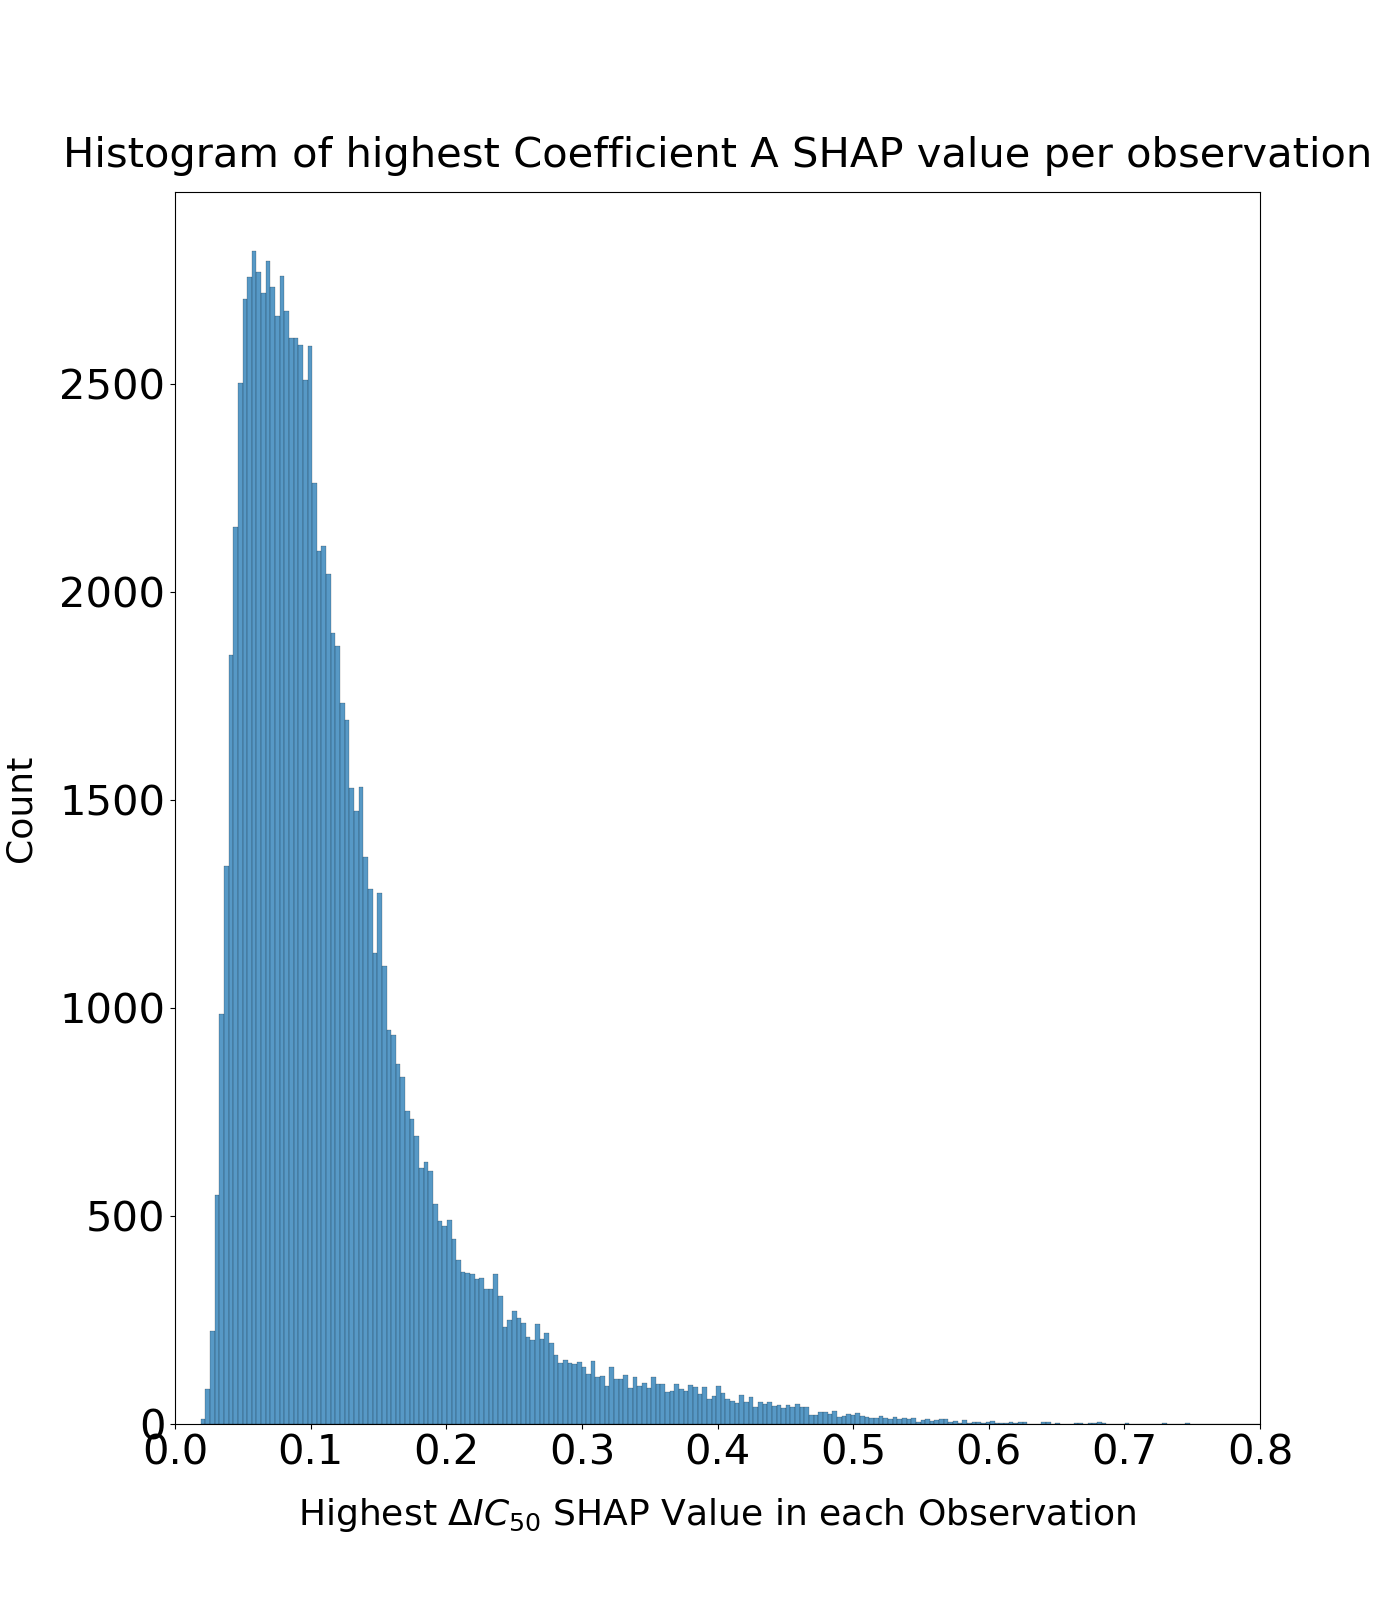 Histogram of highest Coefficient A SHAP value per observation
2500
2000
1500
1000
500
0
Count
0.0 0.1 0.2 0.3 0.4 0.5 0.6 0.7 0.8
Highest ΔIC₅₀ SHAP Value in each Observation